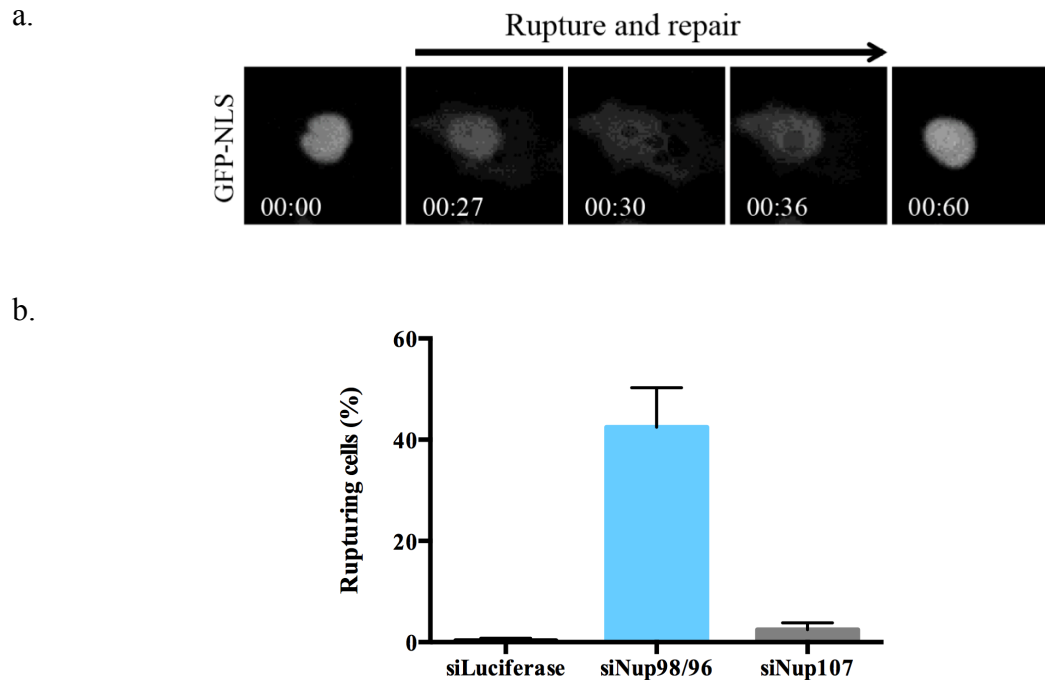 a.
Rupture and repair
GFP-NLS
00:00 00:27 00:30 00:36 00:60
b.
Rupturing cells (%)
60
40
20
0
siLuciferase siNup98/96 siNup107